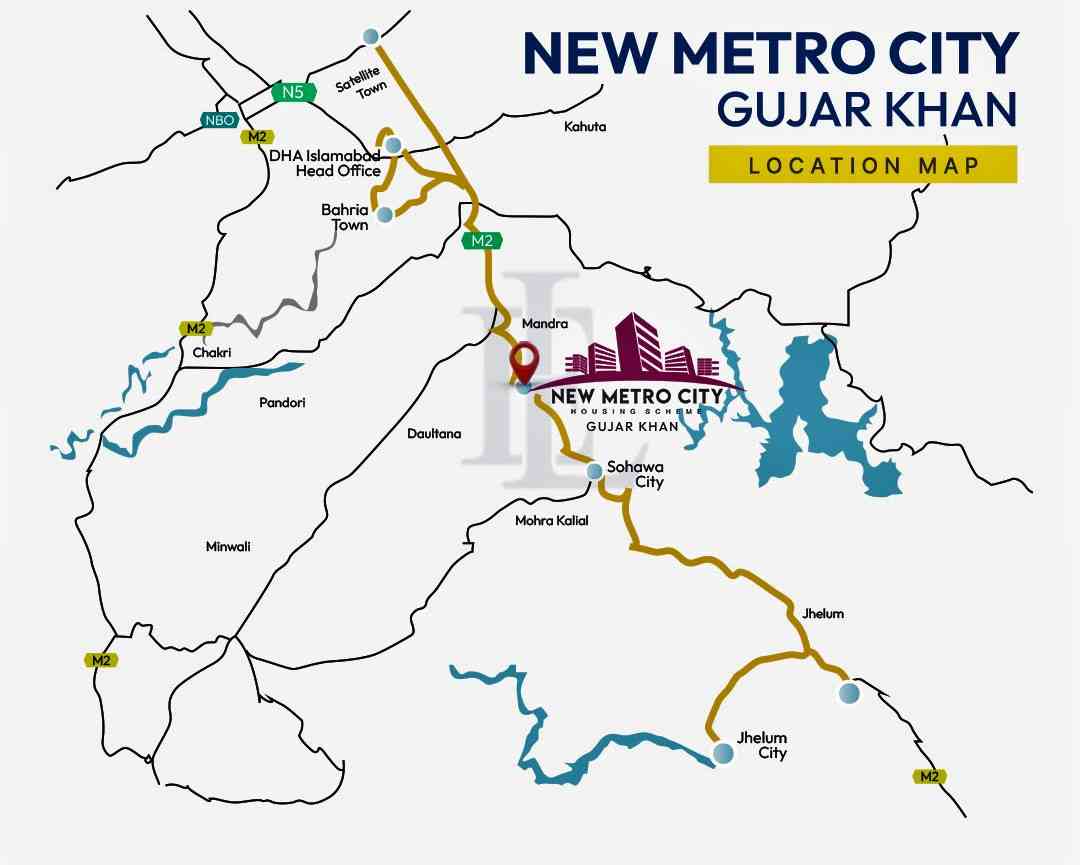 NEW METRO CITY
GUJAR KHAN
LOCATION MAP
Satellite
Town
N5
NBO
M2
Kahuta
DHA Islamabad
Head Office
Bahria
Town
M2
Mandra
M2
Chakri
NEW METRO CITY
HOUSING SCHEME
GUJAR KHAN
Pandori
Daultana
Sohawa
City
Mohra Kalial
Minwali
Jhelum
M2
Jhelum
City
M2